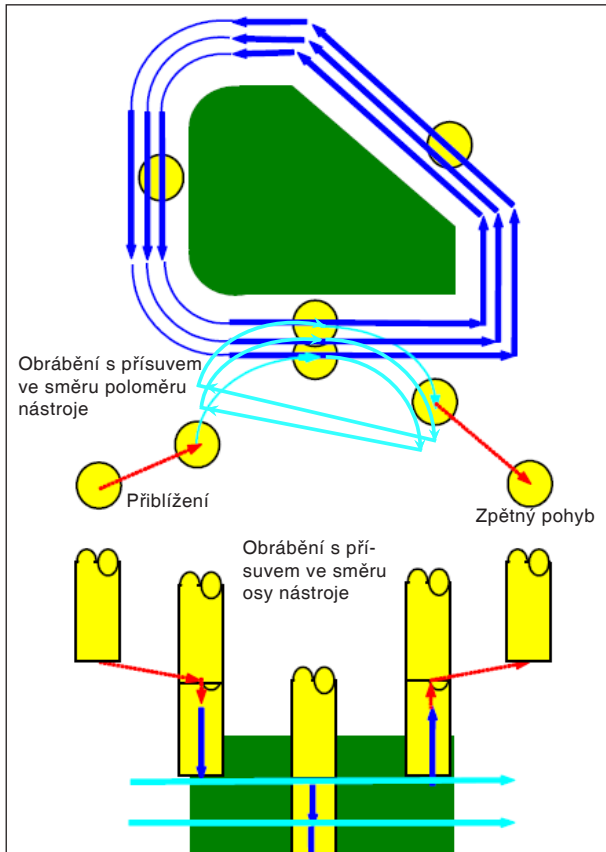 Obrábění s přísuvem
ve směru poloměru
nástroje
Přiblížení
Zpětný pohyb
Obrábění s pří-
suvem ve směru
osy nástroje